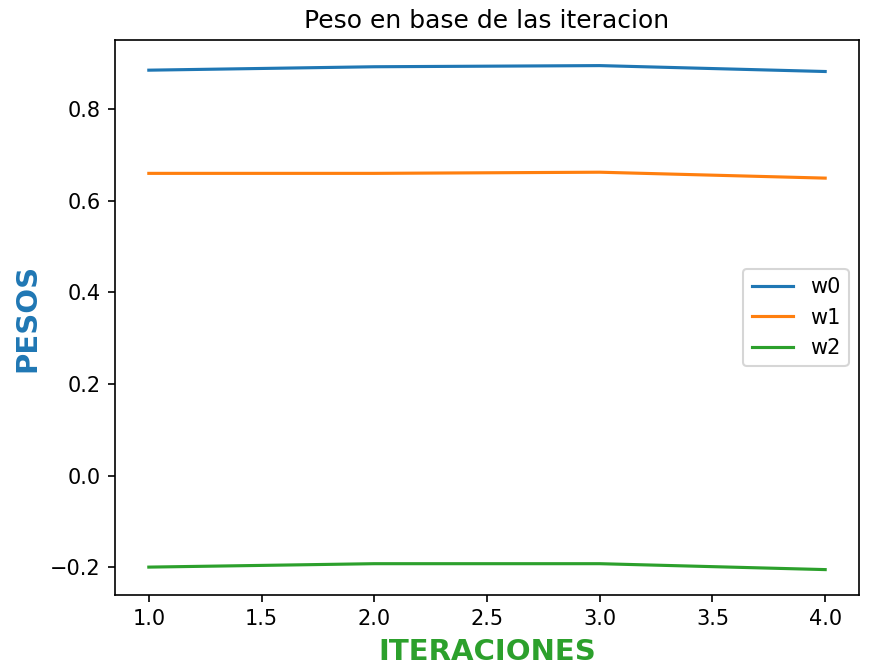 Peso en base de las iteracion
PESOS
0.8
0.6
0.4
0.2
0.0
−0.2
w0
w1
w2
1.0 1.5 2.0 2.5 3.0 3.5 4.0
ITERACIONES